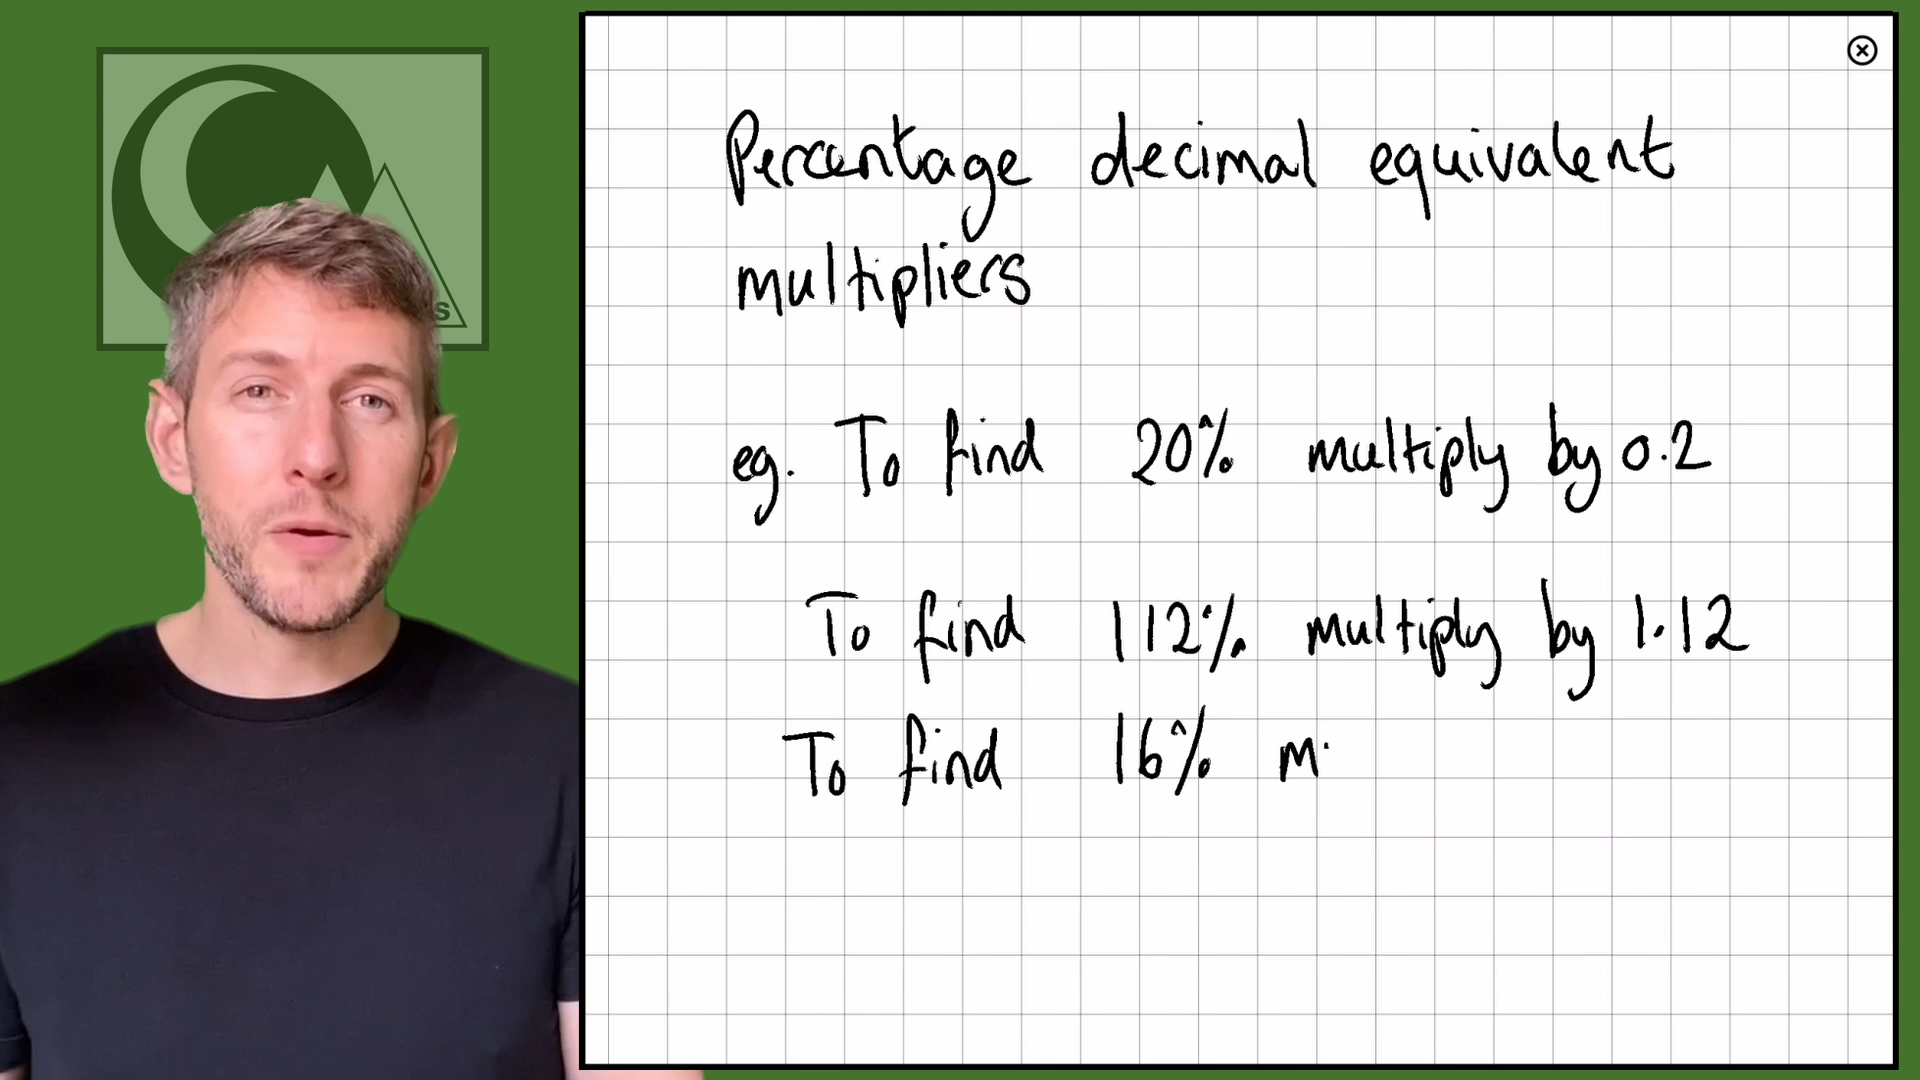 s
Percentage decimal equivalent
multipliers
eg. To find 20% multiply by 0.2
To find 112% multiply by 1.12
To find 16% m